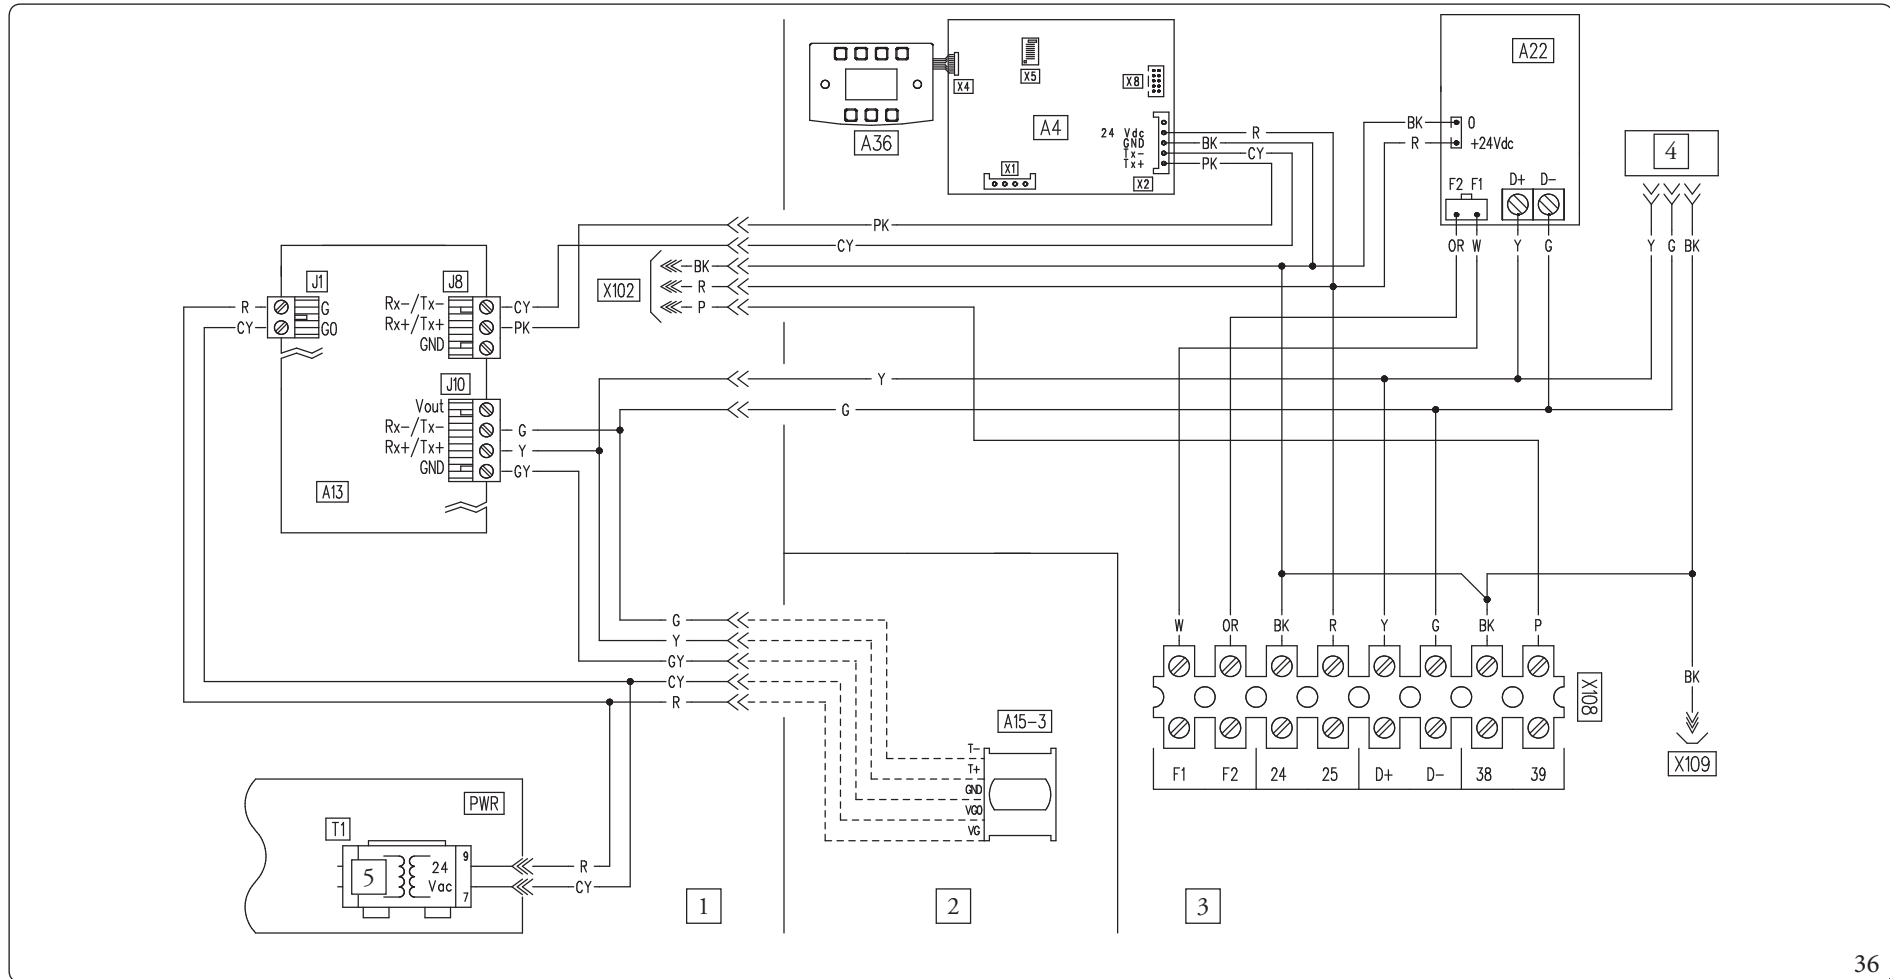 A36
X4
X5
X8
A4
24 Vdc
GND
Tx-
Tx+
X1
X2
R
BK
CY
PK
A22
BK 0
R +24Vdc
F2 F1 D+ D-
OR W Y G
4
Y G BK
PK
CY
X102
BK
R
P
J1
J8
R G
CY G0
Rx-/Tx- CY
Rx+/Tx+ PK
GND
J10
Vout
Rx-/Tx- G
Rx+/Tx+ Y
GND GY
A13
Y
G
G
Y
GY
CY
R
A15-3
T-
T+
GND
VG0
VG
W OR BK R Y G BK P
X108
F1 F2 24 25 D+ D- 38 39
BK
X109
PWR
T1
5
24
Vac
9
7
R
CY
1
2
3
36